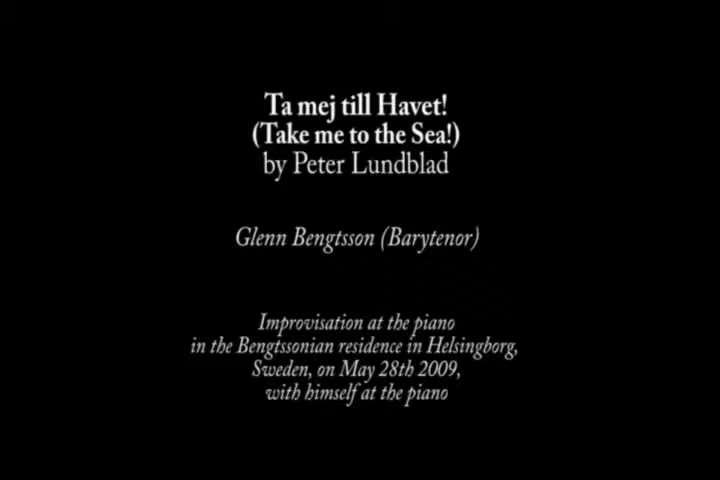 Ta mej till Havet!
(Take me to the Sea!)
by Peter Lundblad
Glenn Bengtsson (Barytenor)
Improvisation at the piano
in the Bengtssonian residence in Helsingborg,
Sweden, on May 28th 2009,
with himself at the piano